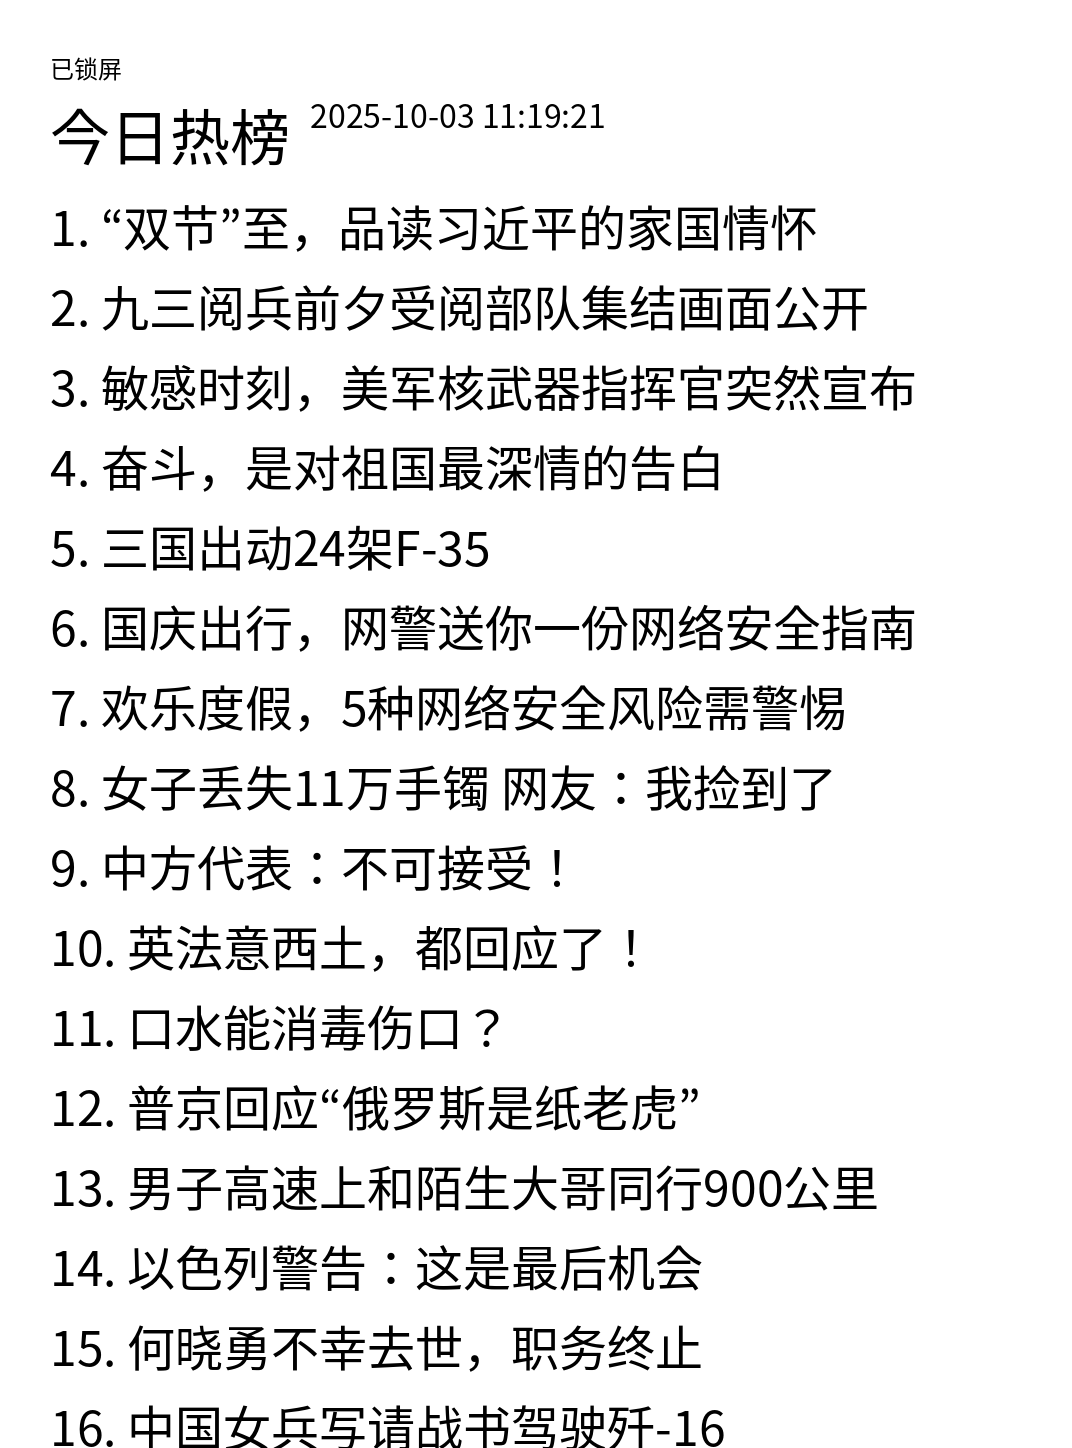 已锁屏
今日热榜 2025-10-03 11:19:21
1. “双节”至，品读习近平的家国情怀
2. 九三阅兵前夕受阅部队集结画面公开
3. 敏感时刻，美军核武器指挥官突然宣布
4. 奋斗，是对祖国最深情的告白
5. 三国出动24架F-35
6. 国庆出行，网警送你一份网络安全指南
7. 欢乐度假，5种网络安全风险需警惕
8. 女子丢失11万手镯 网友：我捡到了
9. 中方代表：不可接受！
10. 英法意西土，都回应了！
11. 口水能消毒伤口？
12. 普京回应“俄罗斯是纸老虎”
13. 男子高速上和陌生大哥同行900公里
14. 以色列警告：这是最后机会
15. 何晓勇不幸去世，职务终止
16. 中国女兵写请战书驾驶歼-16